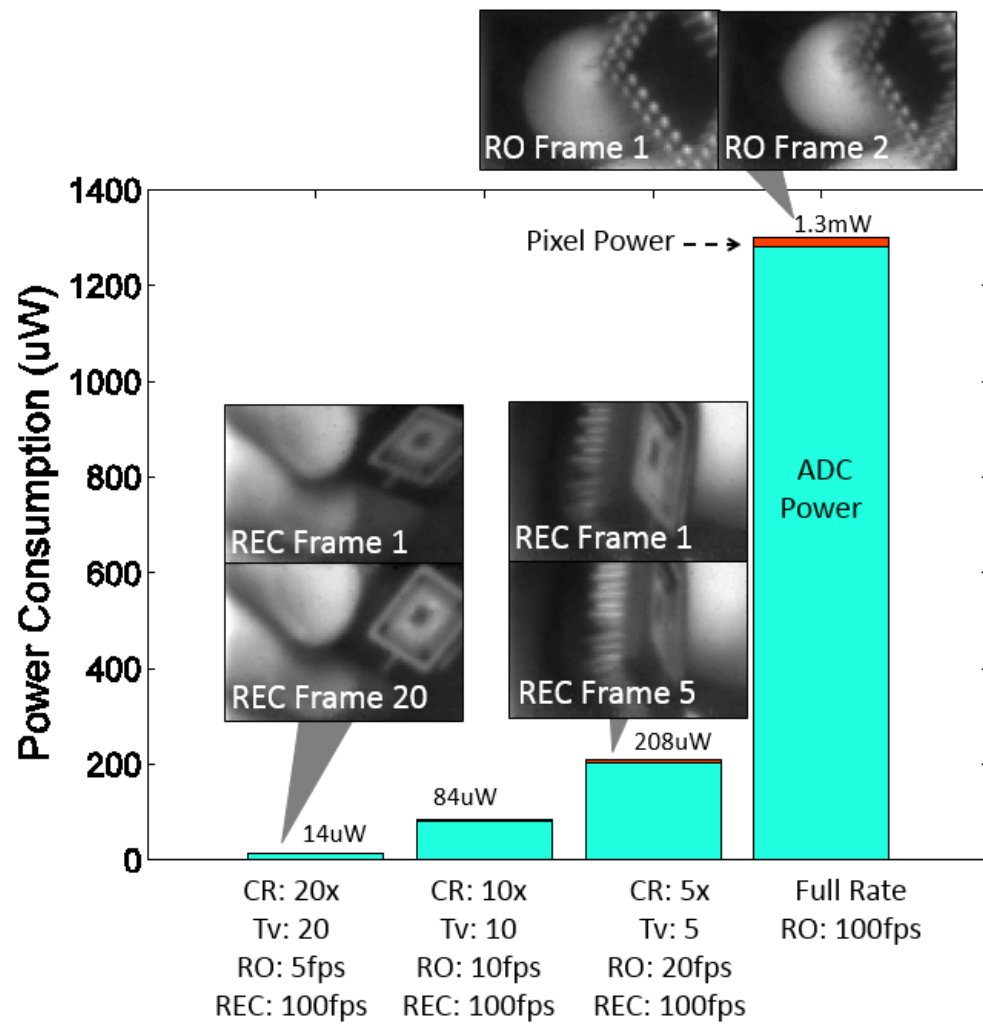 RO Frame 1
RO Frame 2
1400
1200
1000
800
600
400
200
0
Power Consumption (uW)
Pixel Power
1.3mW
ADC
Power
REC Frame 1
REC Frame 20
REC Frame 1
REC Frame 5
14uW
84uW
208uW
CR: 20x
Tv: 20
RO: 5fps
REC: 100fps
CR: 10x
Tv: 10
RO: 10fps
REC: 100fps
CR: 5x
Tv: 5
RO: 20fps
REC: 100fps
Full Rate
RO: 100fps